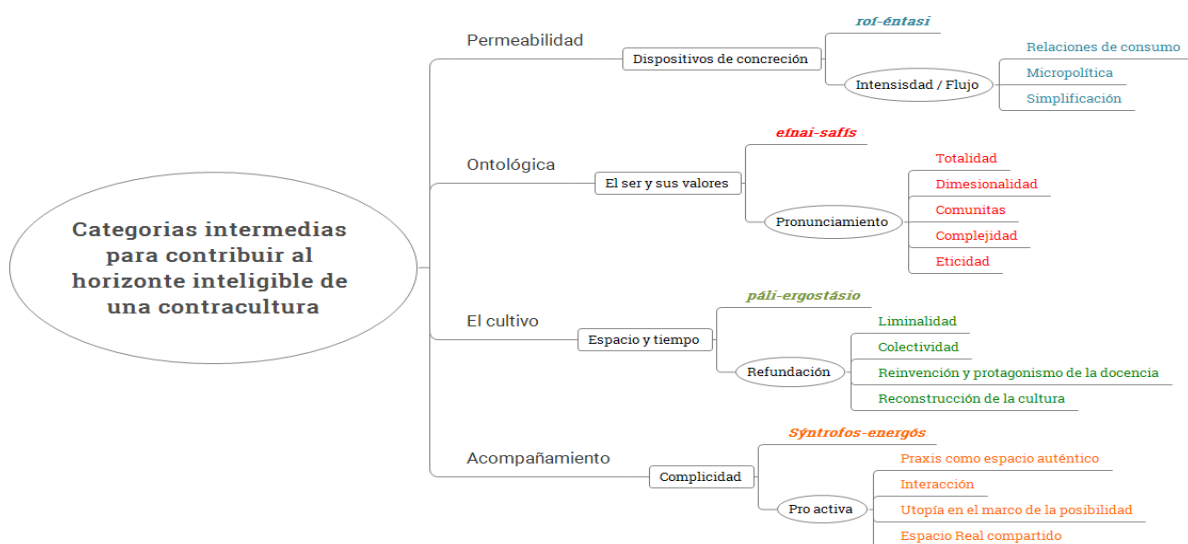 Categorias intermedias
para contribuir al
horizonte inteligible de
una contracultura
Permeabilidad
Dispositivos de concreción
roí-éntasi
Intensisdad / Flujo
Relaciones de consumo
Micropolítica
Simplificación
Ontológica
El ser y sus valores
eínai-safís
Pronunciamiento
Totalidad
Dimesionalidad
Comunitas
Complejidad
Eticidad
El cultivo
Espacio y tiempo
páli-ergostásio
Refundación
Liminalidad
Colectividad
Reinvención y protagonismo de la docencia
Reconstrucción de la cultura
Acompañamiento
Complicidad
Sýntrofos-energós
Pro activa
Praxis como espacio auténtico
Interacción
Utopía en el marco de la posibilidad
Espacio Real compartido